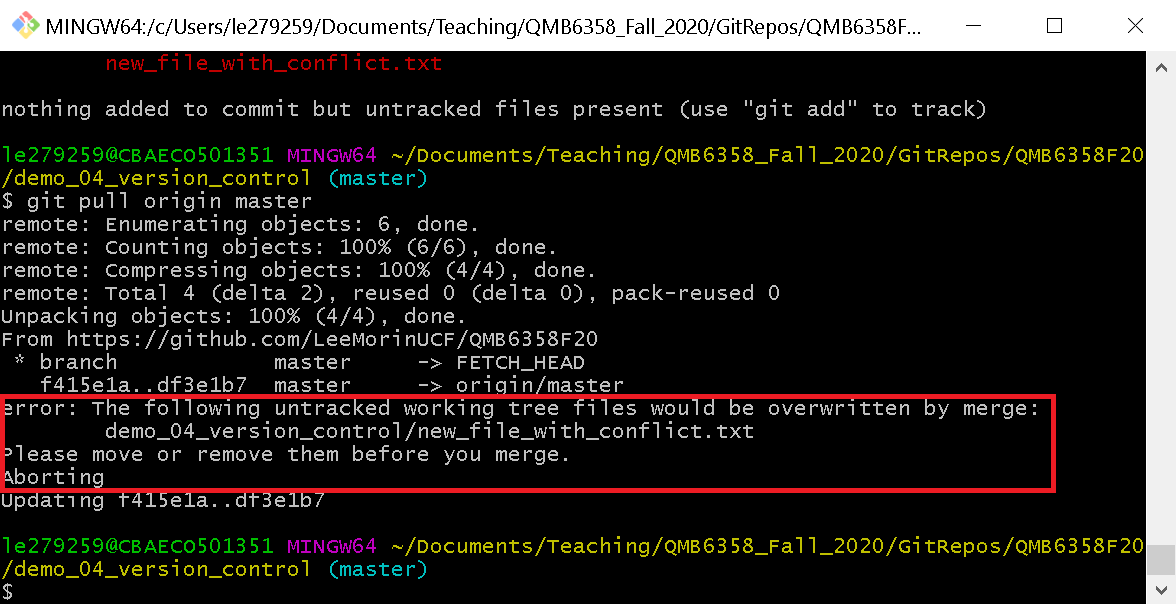 MINGW64:/c/Users/le279259/Documents/Teaching/QMB6358_Fall_2020/GitRepos/QMB6358F...
new_file_with_conflict.txt
nothing added to commit but untracked files present (use "git add" to track)
le279259@CBAECO501351 MINGW64 ~/Documents/Teaching/QMB6358_Fall_2020/GitRepos/QMB6358F20
/demo_04_version_control (master)
$ git pull origin master
remote: Enumerating objects: 6, done.
remote: Counting objects: 100% (6/6), done.
remote: Compressing objects: 100% (4/4), done.
remote: Total 4 (delta 2), reused 0 (delta 0), pack-reused 0
Unpacking objects: 100% (4/4), done.
From https://github.com/LeeMorinUCF/QMB6358F20
 * branch            master     -> FETCH_HEAD
   f415e1a..df3e1b7  master     -> origin/master
error: The following untracked working tree files would be overwritten by merge:
        demo_04_version_control/new_file_with_conflict.txt
Please move or remove them before you merge.
Aborting
Updating f415e1a..df3e1b7
le279259@CBAECO501351 MINGW64 ~/Documents/Teaching/QMB6358_Fall_2020/GitRepos/QMB6358F20
/demo_04_version_control (master)
$